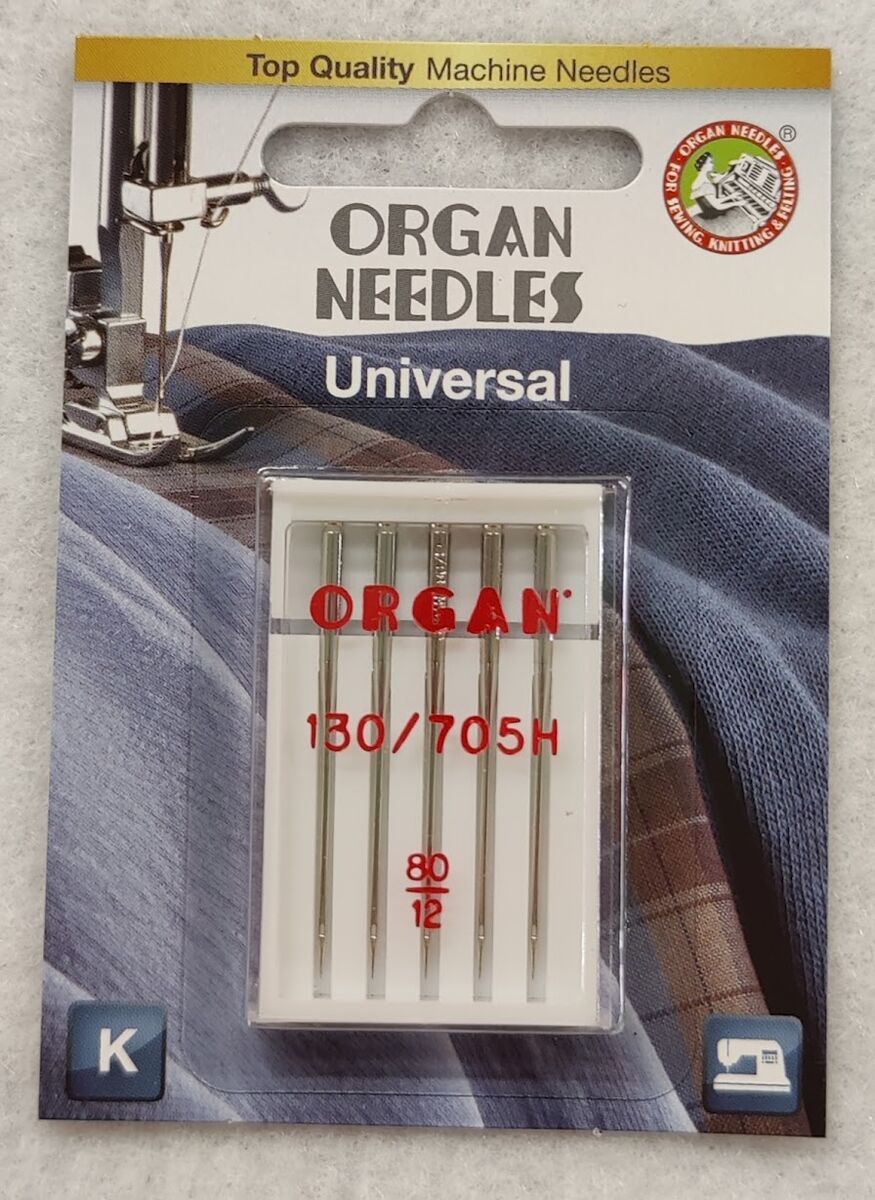 Top Quality Machine Needles
ORGAN NEEDLES
FOR SEWING, KNITTING & FELTING
®
ORGAN
NEEDLES
Universal
ORGAN
130/705H
80
12
K